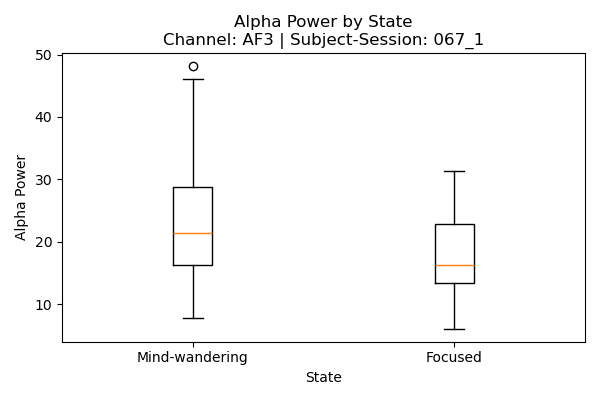 Alpha Power by State
Channel: AF3 | Subject-Session: 067_1
50
40
30
20
10
Alpha Power
Mind-wandering
Focused
State